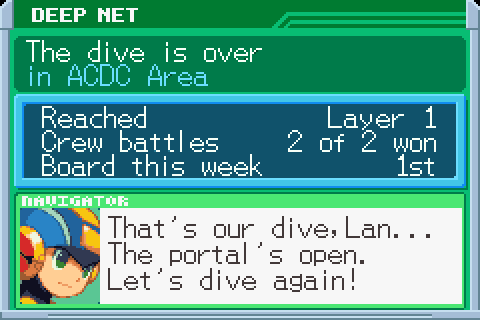 DEEP NET
The dive is over
in ACDC Area
Reached Layer 1
Crew battles 2 of 2 won
Board this week 1st
NAVIGATOR
That's our dive,Lan...
The portal's open.
Let's dive again!